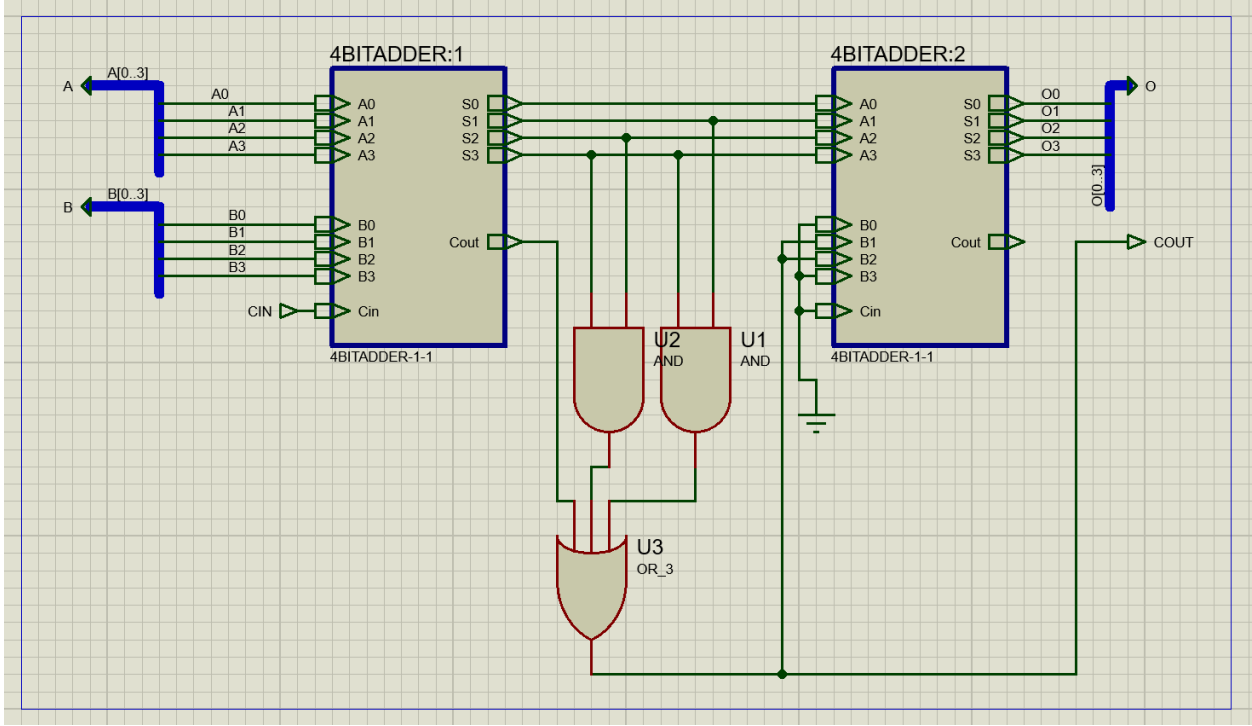 4BITADDER:1
4BITADDER:2
A
A[0..3]
A0
A1
A2
A3
B
B[0..3]
B0
B1
B2
B3
CIN
A0
A1
A2
A3
B0
B1
B2
B3
Cin
S0
S1
S2
S3
Cout
4BITADDER-1-1
A0
A1
A2
A3
B0
B1
B2
B3
Cin
S0
S1
S2
S3
Cout
4BITADDER-1-1
O0
O1
O2
O3
O[0..3]
O
COUT
U2
AND
U1
AND
U3
OR_3